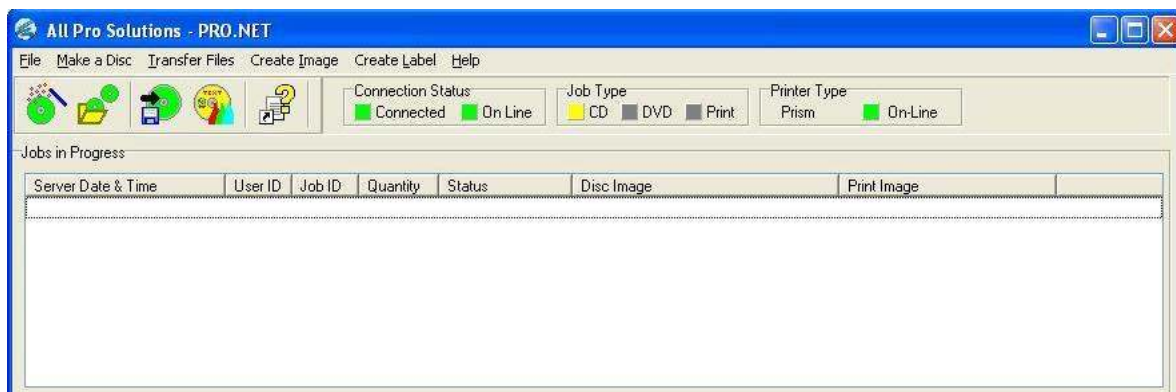 All Pro Solutions - PRO.NET
File Make a Disc Transfer Files Create Image Create Label Help
Connection Status Job Type Printer Type
TEXT
Connected On Line CD DVD Print Prism On-Line
Jobs in Progress
Server Date & Time User ID Job ID Quantity Status Disc Image Print Image